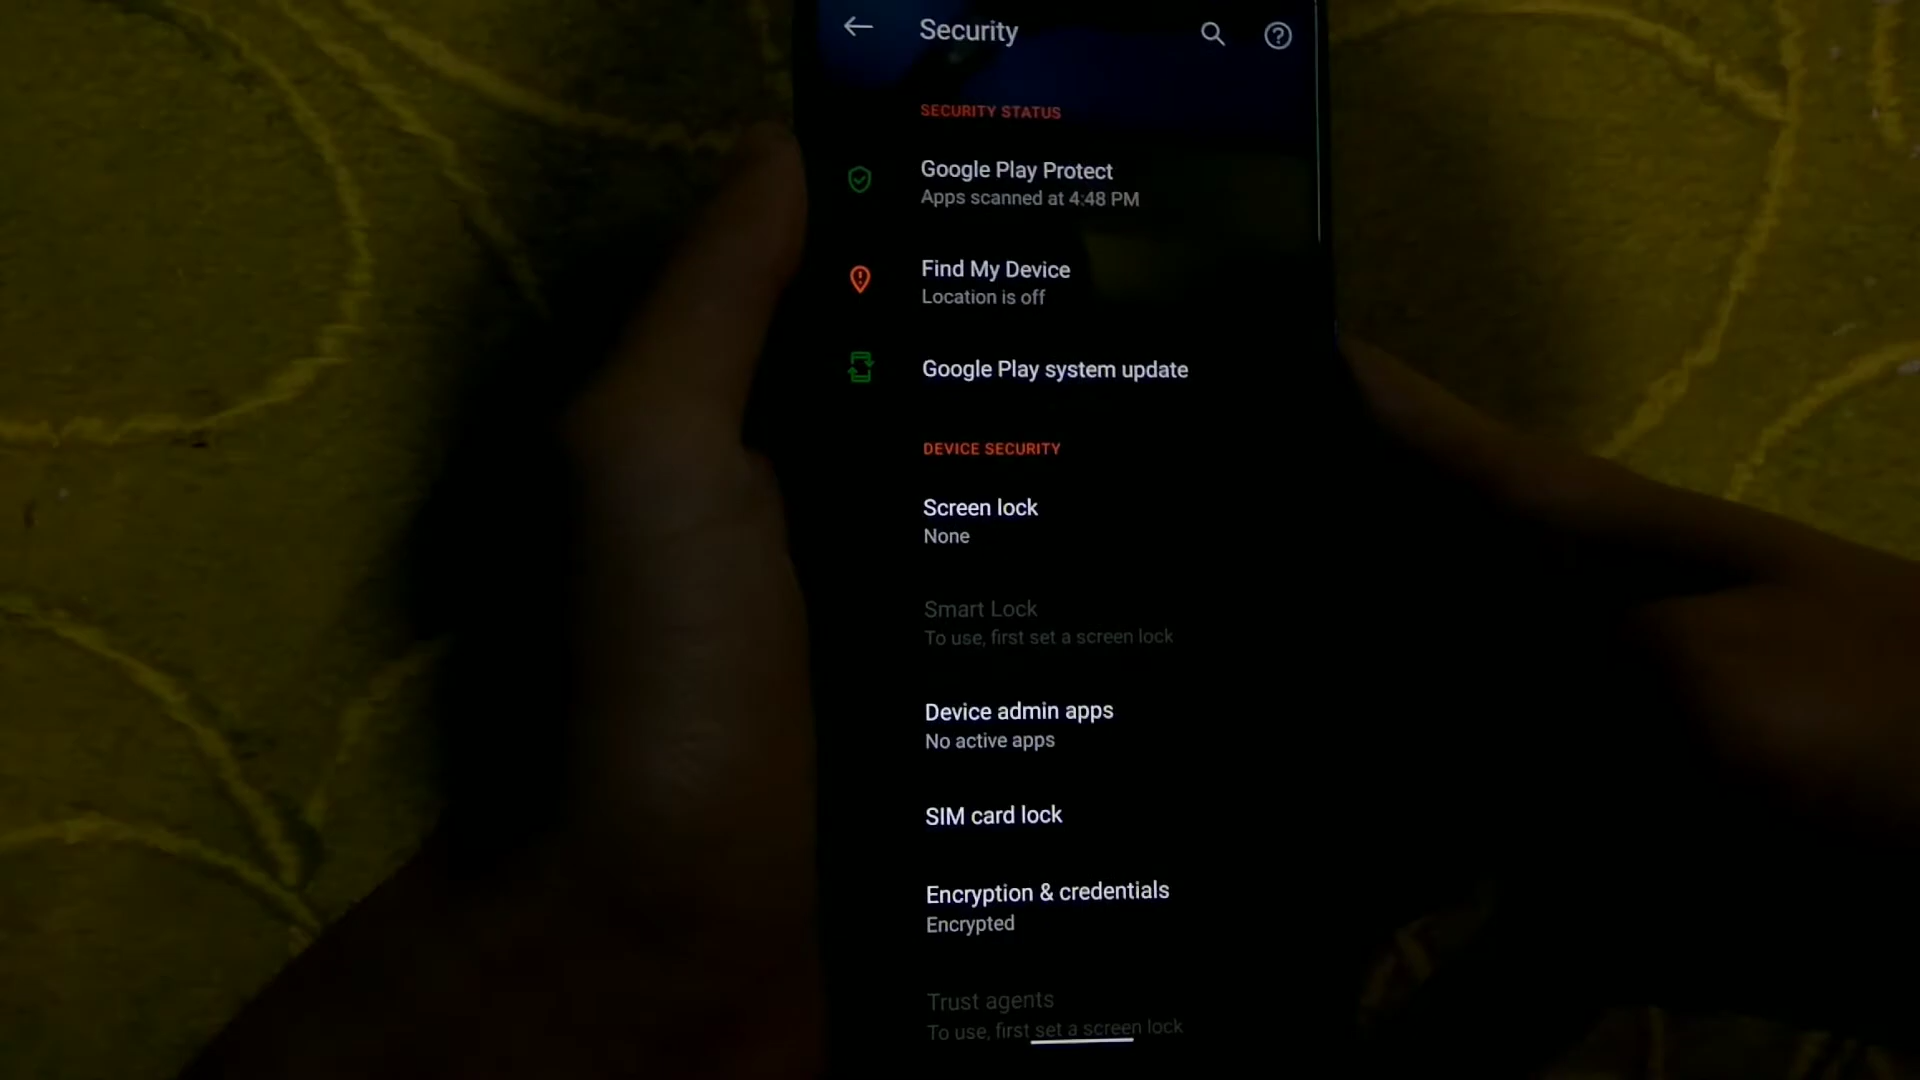 Security
SECURITY STATUS
Google Play Protect
Apps scanned at 4:48 PM
Find My Device
Location is off
Google Play system update
DEVICE SECURITY
Screen lock
None
Smart Lock
To use, first set a screen lock
Device admin apps
No active apps
SIM card lock
Encryption & credentials
Encrypted
Trust agents
To use, first set a screen lock